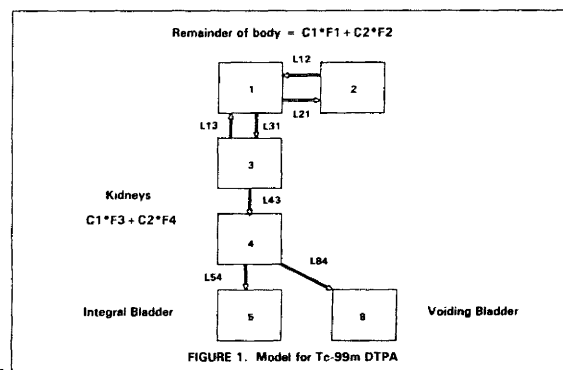 Remainder of body = C1*F1 + C2*F2
L12
1
2
L21
L13
L31
3
Kidneys
C1*F3 + C2*F4
L43
4
L54
L84
Integral Bladder
5
8
Voiding Bladder
FIGURE 1. Model for Tc-99m DTPA